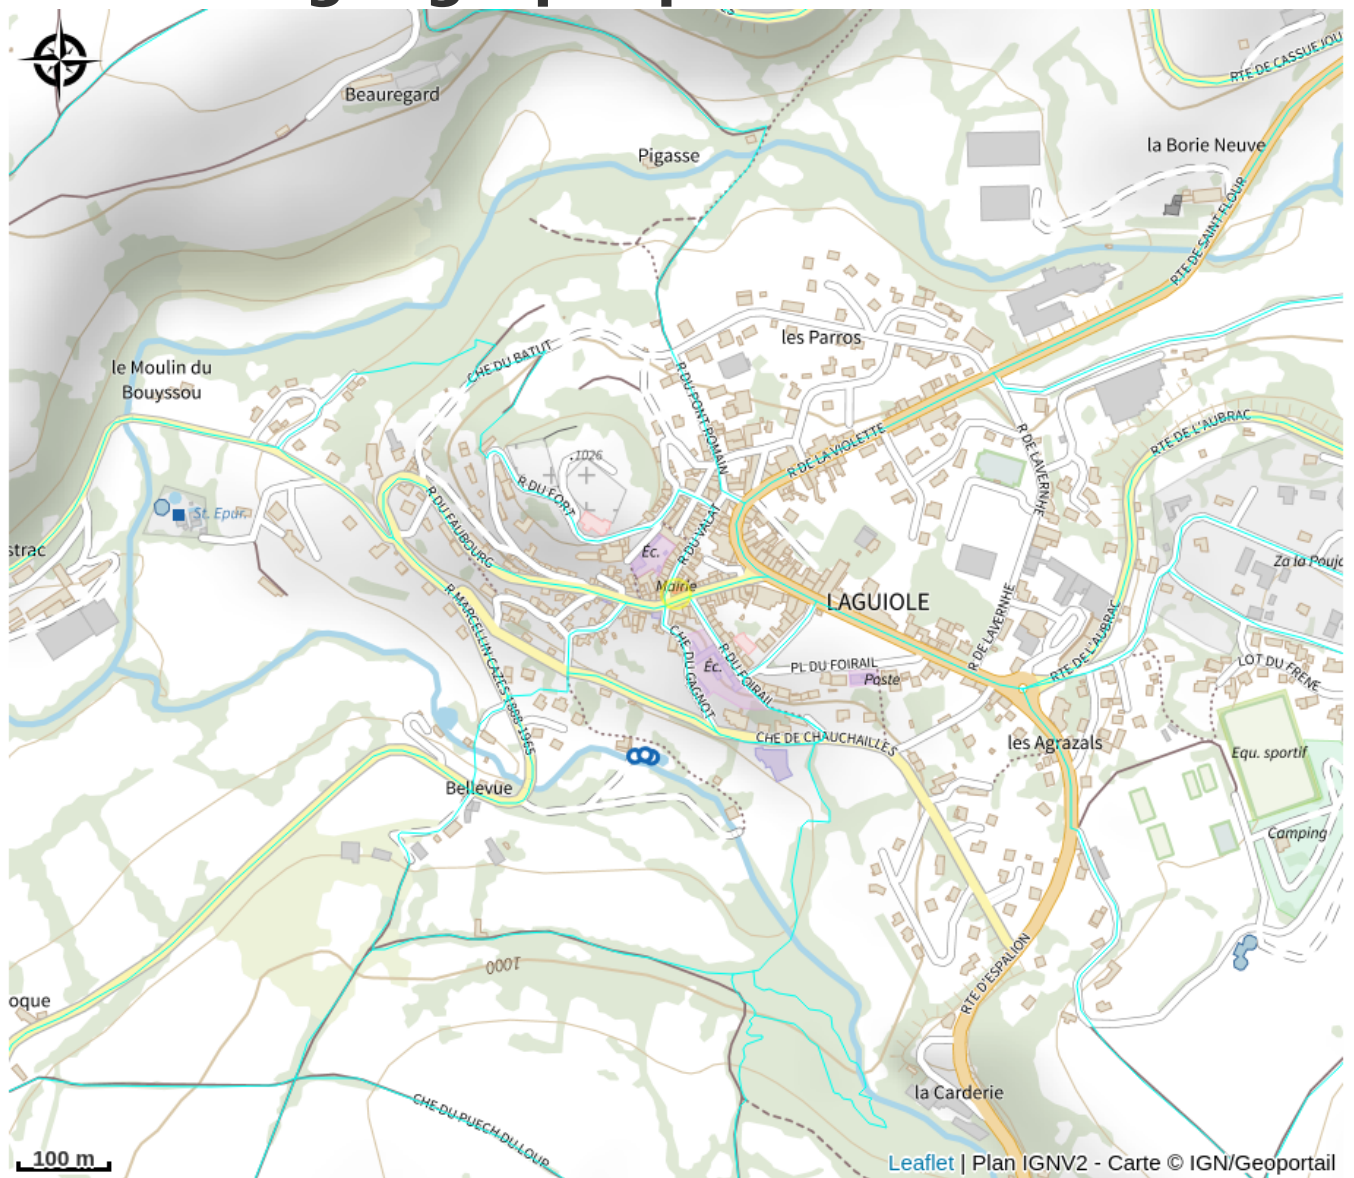 RTE DE CASSUEJOU
Beauregard
la Borie Neuve
Pigasse
RTE DE SAINT-FLOUR
les Parros
CHE DU BATUT
le Moulin du
Bouyssou
R DU PONT ROMAIN
R DE LA VIOLETTE
RTE DE L'AUBRAC
R DE LAVERNHE
.1026
R DU FORT
R DU FAUBOURG
St. Epur.
R DU VALAT
strac
Éc.
Za la Poujo
Mairie
LAGUIOLE
R MARCELLIN CAZES 1888-1965
R DE LAVERNHE
RTE DE L'AUBRAC
CHE DU GAGNOT
R DU FOIRAIL
Éc.
PL DU FOIRAIL
Poste
LOT DU FRENE
CHE DE CHAUCHAILLES
les Agrazals
Equ. sportif
Bellevue
Camping
1000
RTE D'ESPALION
oque
la Carderie
CHE DU PUECH DU LOUP
100 m
Leaflet | Plan IGNV2 - Carte © IGN/Geoportail